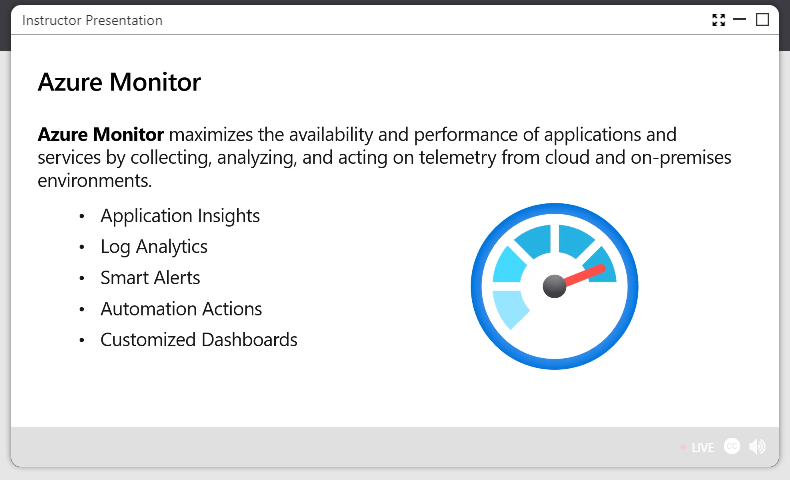 Instructor Presentation
Azure Monitor
Azure Monitor maximizes the availability and performance of applications and
services by collecting, analyzing, and acting on telemetry from cloud and on-premises
environments.
• Application Insights
• Log Analytics
• Smart Alerts
• Automation Actions
• Customized Dashboards
LIVE
CC